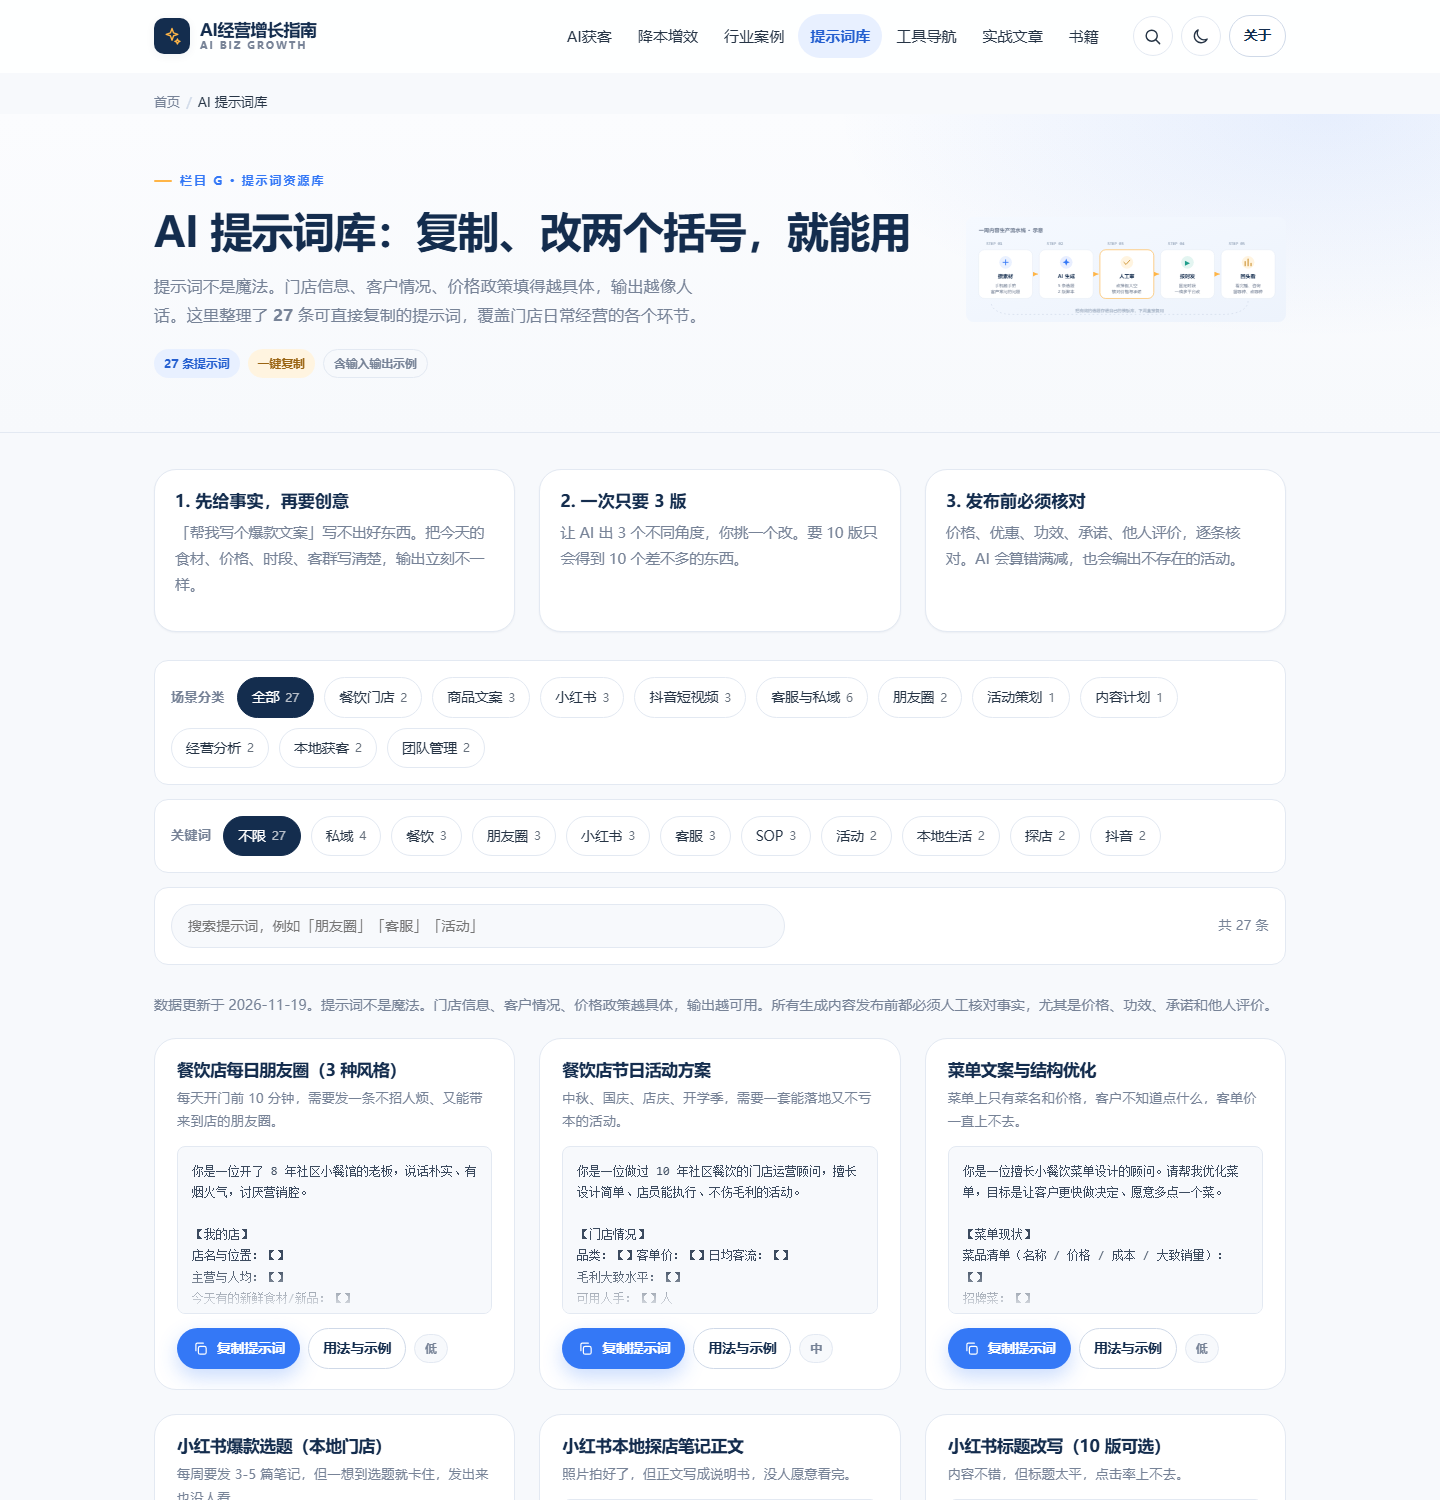 AI经营增长指南
AI BIZ GROWTH
AI获客
降本增效
行业案例
提示词库
工具导航
实战文章
书籍
关于
首页 / AI 提示词库
栏目 G • 提示词资源库
AI 提示词库：复制、改两个括号，就能用
提示词不是魔法。门店信息、客户情况、价格政策填得越具体，输出越像人
话。这里整理了 27 条可直接复制的提示词，覆盖门店日常经营的各个环节。
27 条提示词
一键复制
含输入输出示例
STEP 01
STEP 02
STEP 03
STEP 04
STEP 05
AI 生成
人工审
按时发
回头看
1. 先给事实，再要创意
「帮我写个爆款文案」写不出好东西。把今天的
食材、价格、时段、客群写清楚，输出立刻不一
样。
2. 一次只要 3 版
让 AI 出 3 个不同角度，你挑一个改。要 10 版只
会得到 10 个差不多的东西。
3. 发布前必须核对
价格、优惠、功效、承诺、他人评价，逐条核
对。AI 会算错满减，也会编出不存在的活动。
场景分类
全部 27
餐饮门店 2
商品文案 3
小红书 3
抖音短视频 3
客服与私域 6
朋友圈 2
活动策划 1
内容计划 1
经营分析 2
本地获客 2
团队管理 2
关键词
不限 27
私域 4
餐饮 3
朋友圈 3
小红书 3
客服 3
SOP 3
活动 2
本地生活 2
探店 2
抖音 2
搜索提示词，例如「朋友圈」「客服」「活动」
共 27 条
数据更新于 2026-11-19。提示词不是魔法。门店信息、客户情况、价格政策越具体，输出越可用。所有生成内容发布前都必须人工核对事实，尤其是价格、功效、承诺和他人评价。
餐饮店每日朋友圈（3 种风格）
每天开门前 10 分钟，需要发一条不招人烦、又能带
来到店的朋友圈。
你是一位开了 8 年社区小餐馆的老板，说话朴实、有
烟火气，讨厌营销腔。
【我的店】
店名与位置：【】
主营与人均：【】
今天有的新鲜食材/新品：【】
复制提示词
用法与示例
低
餐饮店节日活动方案
中秋、国庆、店庆、开学季，需要一套能落地又不亏
本的活动。
你是一位做过 10 年社区餐饮的门店运营顾问，擅长
设计简单、店员能执行、不伤毛利的活动。
【门店情况】
品类：【】客单价：【】日均客流：【】
毛利大致水平：【】
可用人手：【】人
复制提示词
用法与示例
中
菜单文案与结构优化
菜单上只有菜名和价格，客户不知道点什么，客单价
一直上不去。
你是一位擅长小餐饮菜单设计的顾问。请帮我优化菜
单，目标是让客户更快做决定、愿意多点一个菜。
【菜单现状】
菜品清单（名称 / 价格 / 成本 / 大致销量）：
【】
招牌菜：【】
复制提示词
用法与示例
低
小红书爆款选题（本地门店）
每周要发 3-5 篇笔记，但一想到选题就卡住，发出来
也没人看。
小红书本地探店笔记正文
照片拍好了，但正文写成说明书，没人愿意看完。
小红书标题改写（10 版可选）
内容不错，但标题太平，点击率上不去。